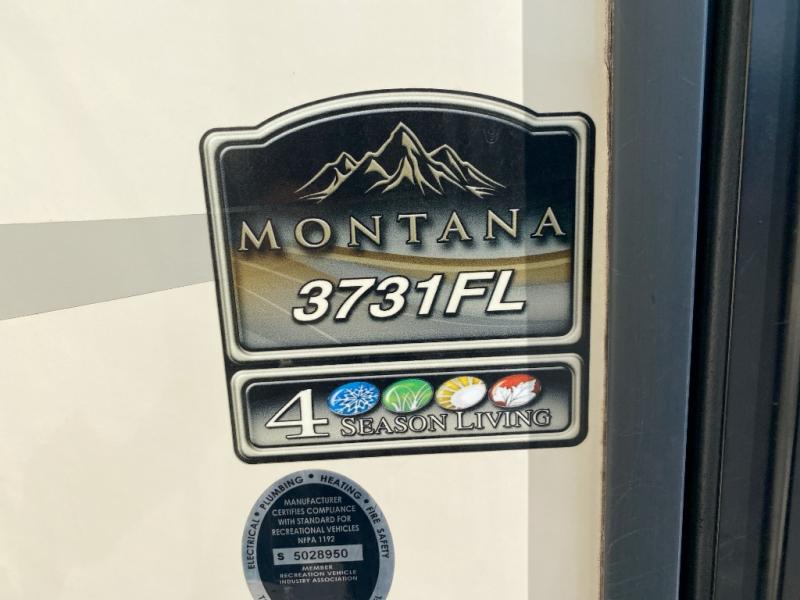 MONTANA
3731FL
4 SEASON LIVING
ELECTRICAL • PLUMBING • HEATING • FIRE SAFETY
MANUFACTURER
CERTIFIES COMPLIANCE
WITH STANDARD FOR
RECREATIONAL VEHICLES
NFPA 1192
S 5028950
MEMBER
RECREATION VEHICLE
INDUSTRY ASSOCIATION